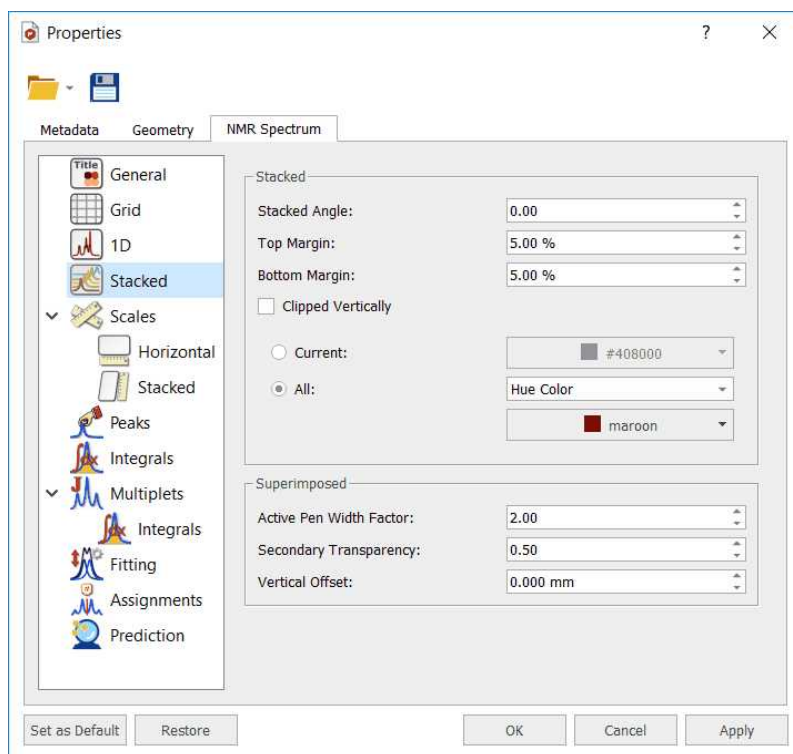 Properties
?
Metadata Geometry NMR Spectrum
Title
General
Grid
1D
Stacked
Scales
Horizontal
Stacked
Peaks
Integrals
Multiplets
Integrals
Fitting
Assignments
Prediction
Stacked
Stacked Angle: 0.00
Top Margin: 5.00 %
Bottom Margin: 5.00 %
Clipped Vertically
Current: #408000
All: Hue Color
maroon
Superimposed
Active Pen Width Factor: 2.00
Secondary Transparency: 0.50
Vertical Offset: 0.000 mm
Set as Default Restore OK Cancel Apply